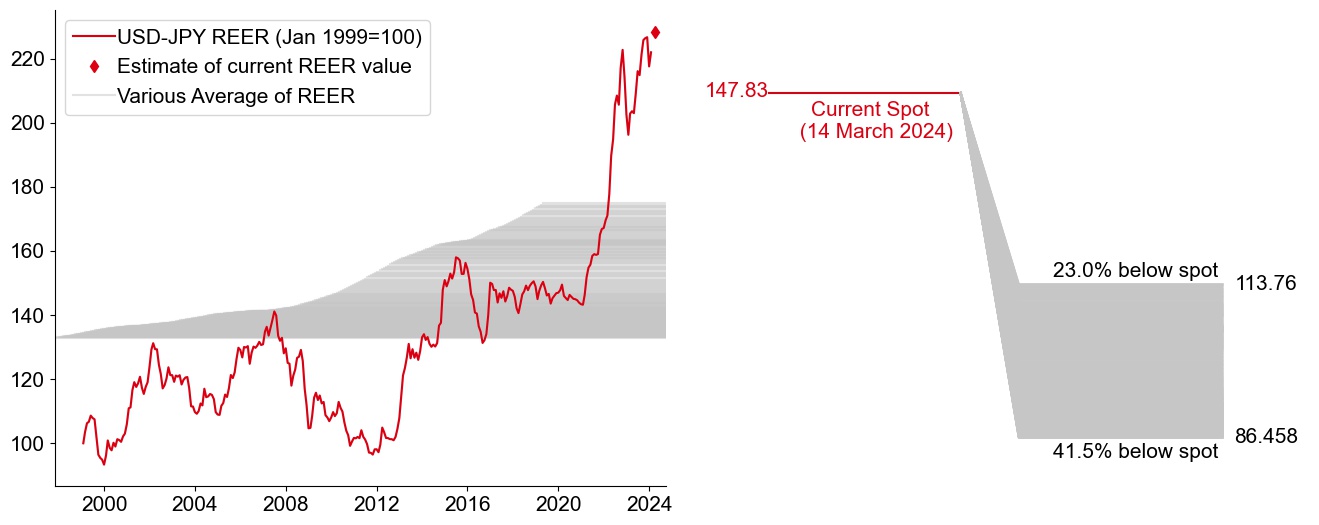 USD-JPY REER (Jan 1999=100)
Estimate of current REER value
Various Average of REER
220
200
180
160
140
120
100
2000
2004
2008
2012
2016
2020
2024
147.83
Current Spot
(14 March 2024)
23.0% below spot
113.76
86.458
41.5% below spot